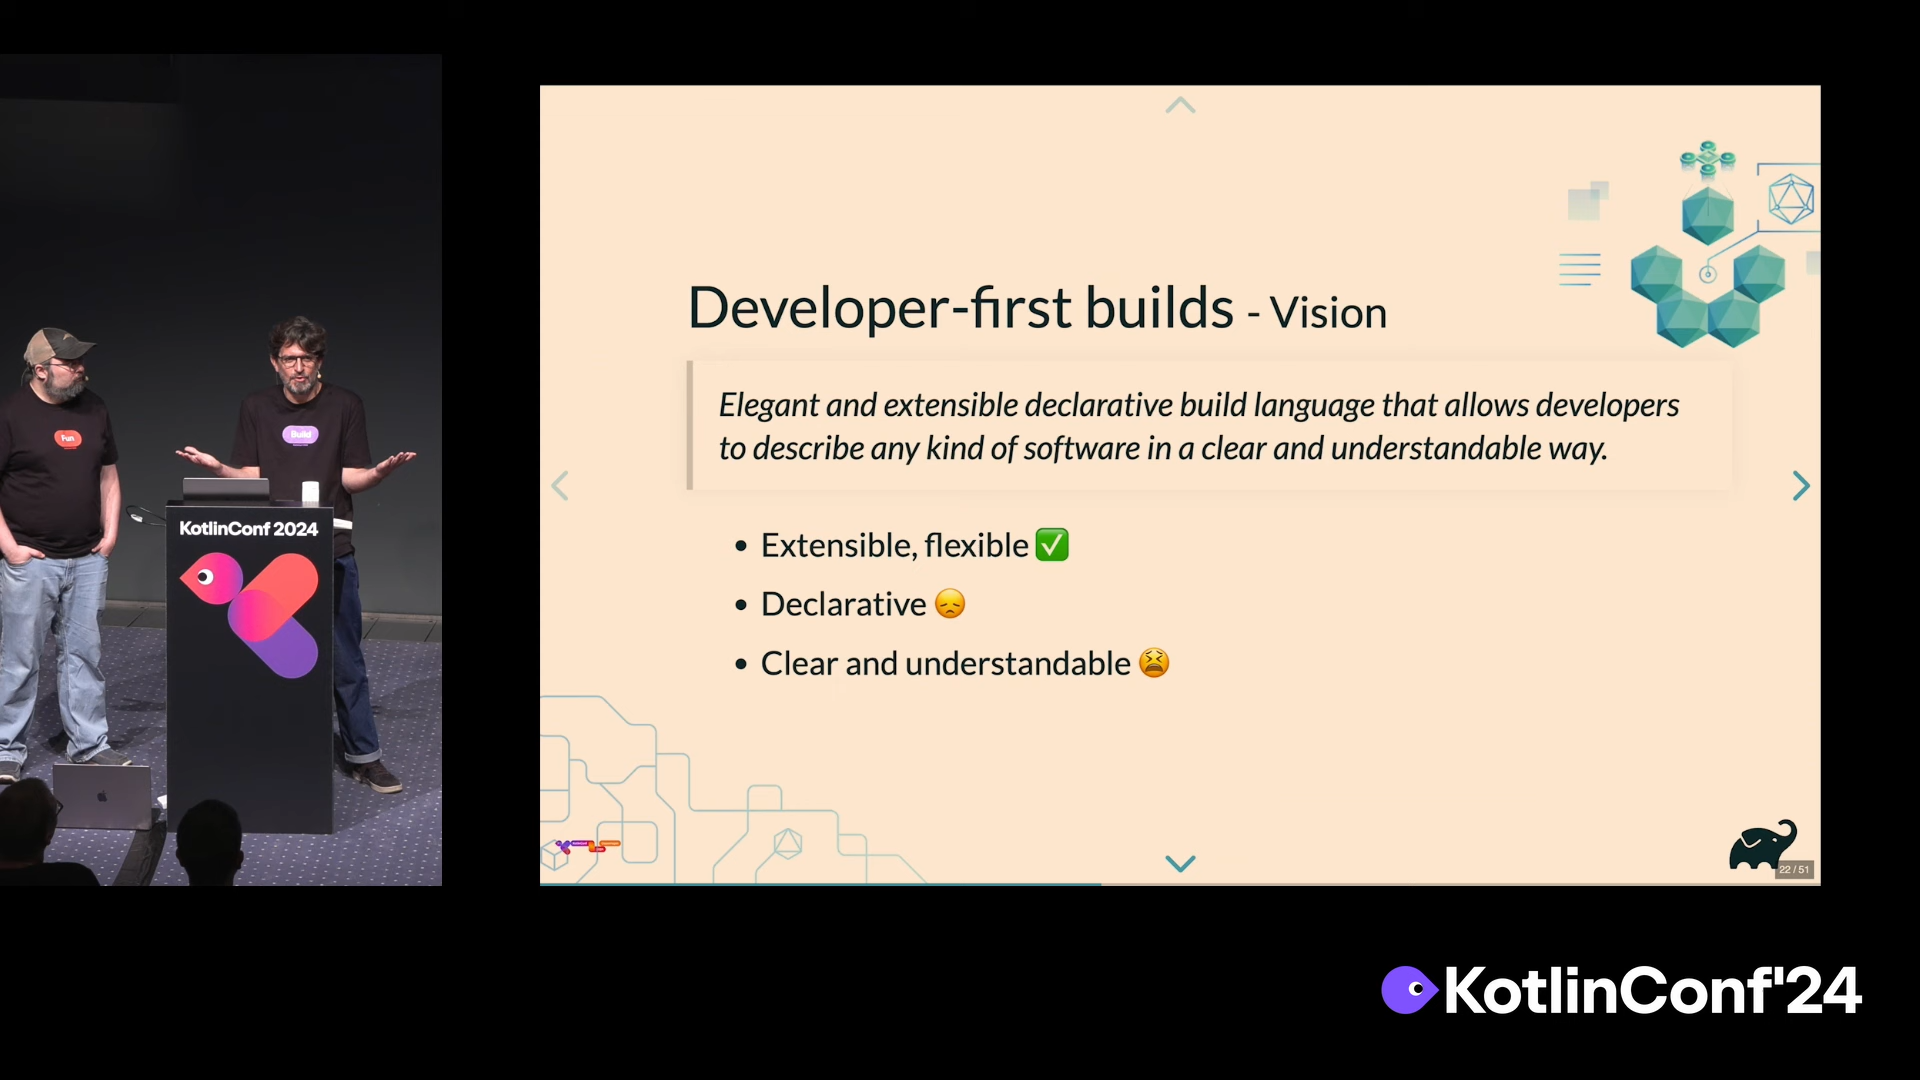 Fun
Build
KotlinConf 2024
Developer-first builds - Vision
Elegant and extensible declarative build language that allows developers
to describe any kind of software in a clear and understandable way.
• Extensible, flexible ✅
• Declarative 😞
• Clear and understandable 😫
22 / 51
KotlinConf'24